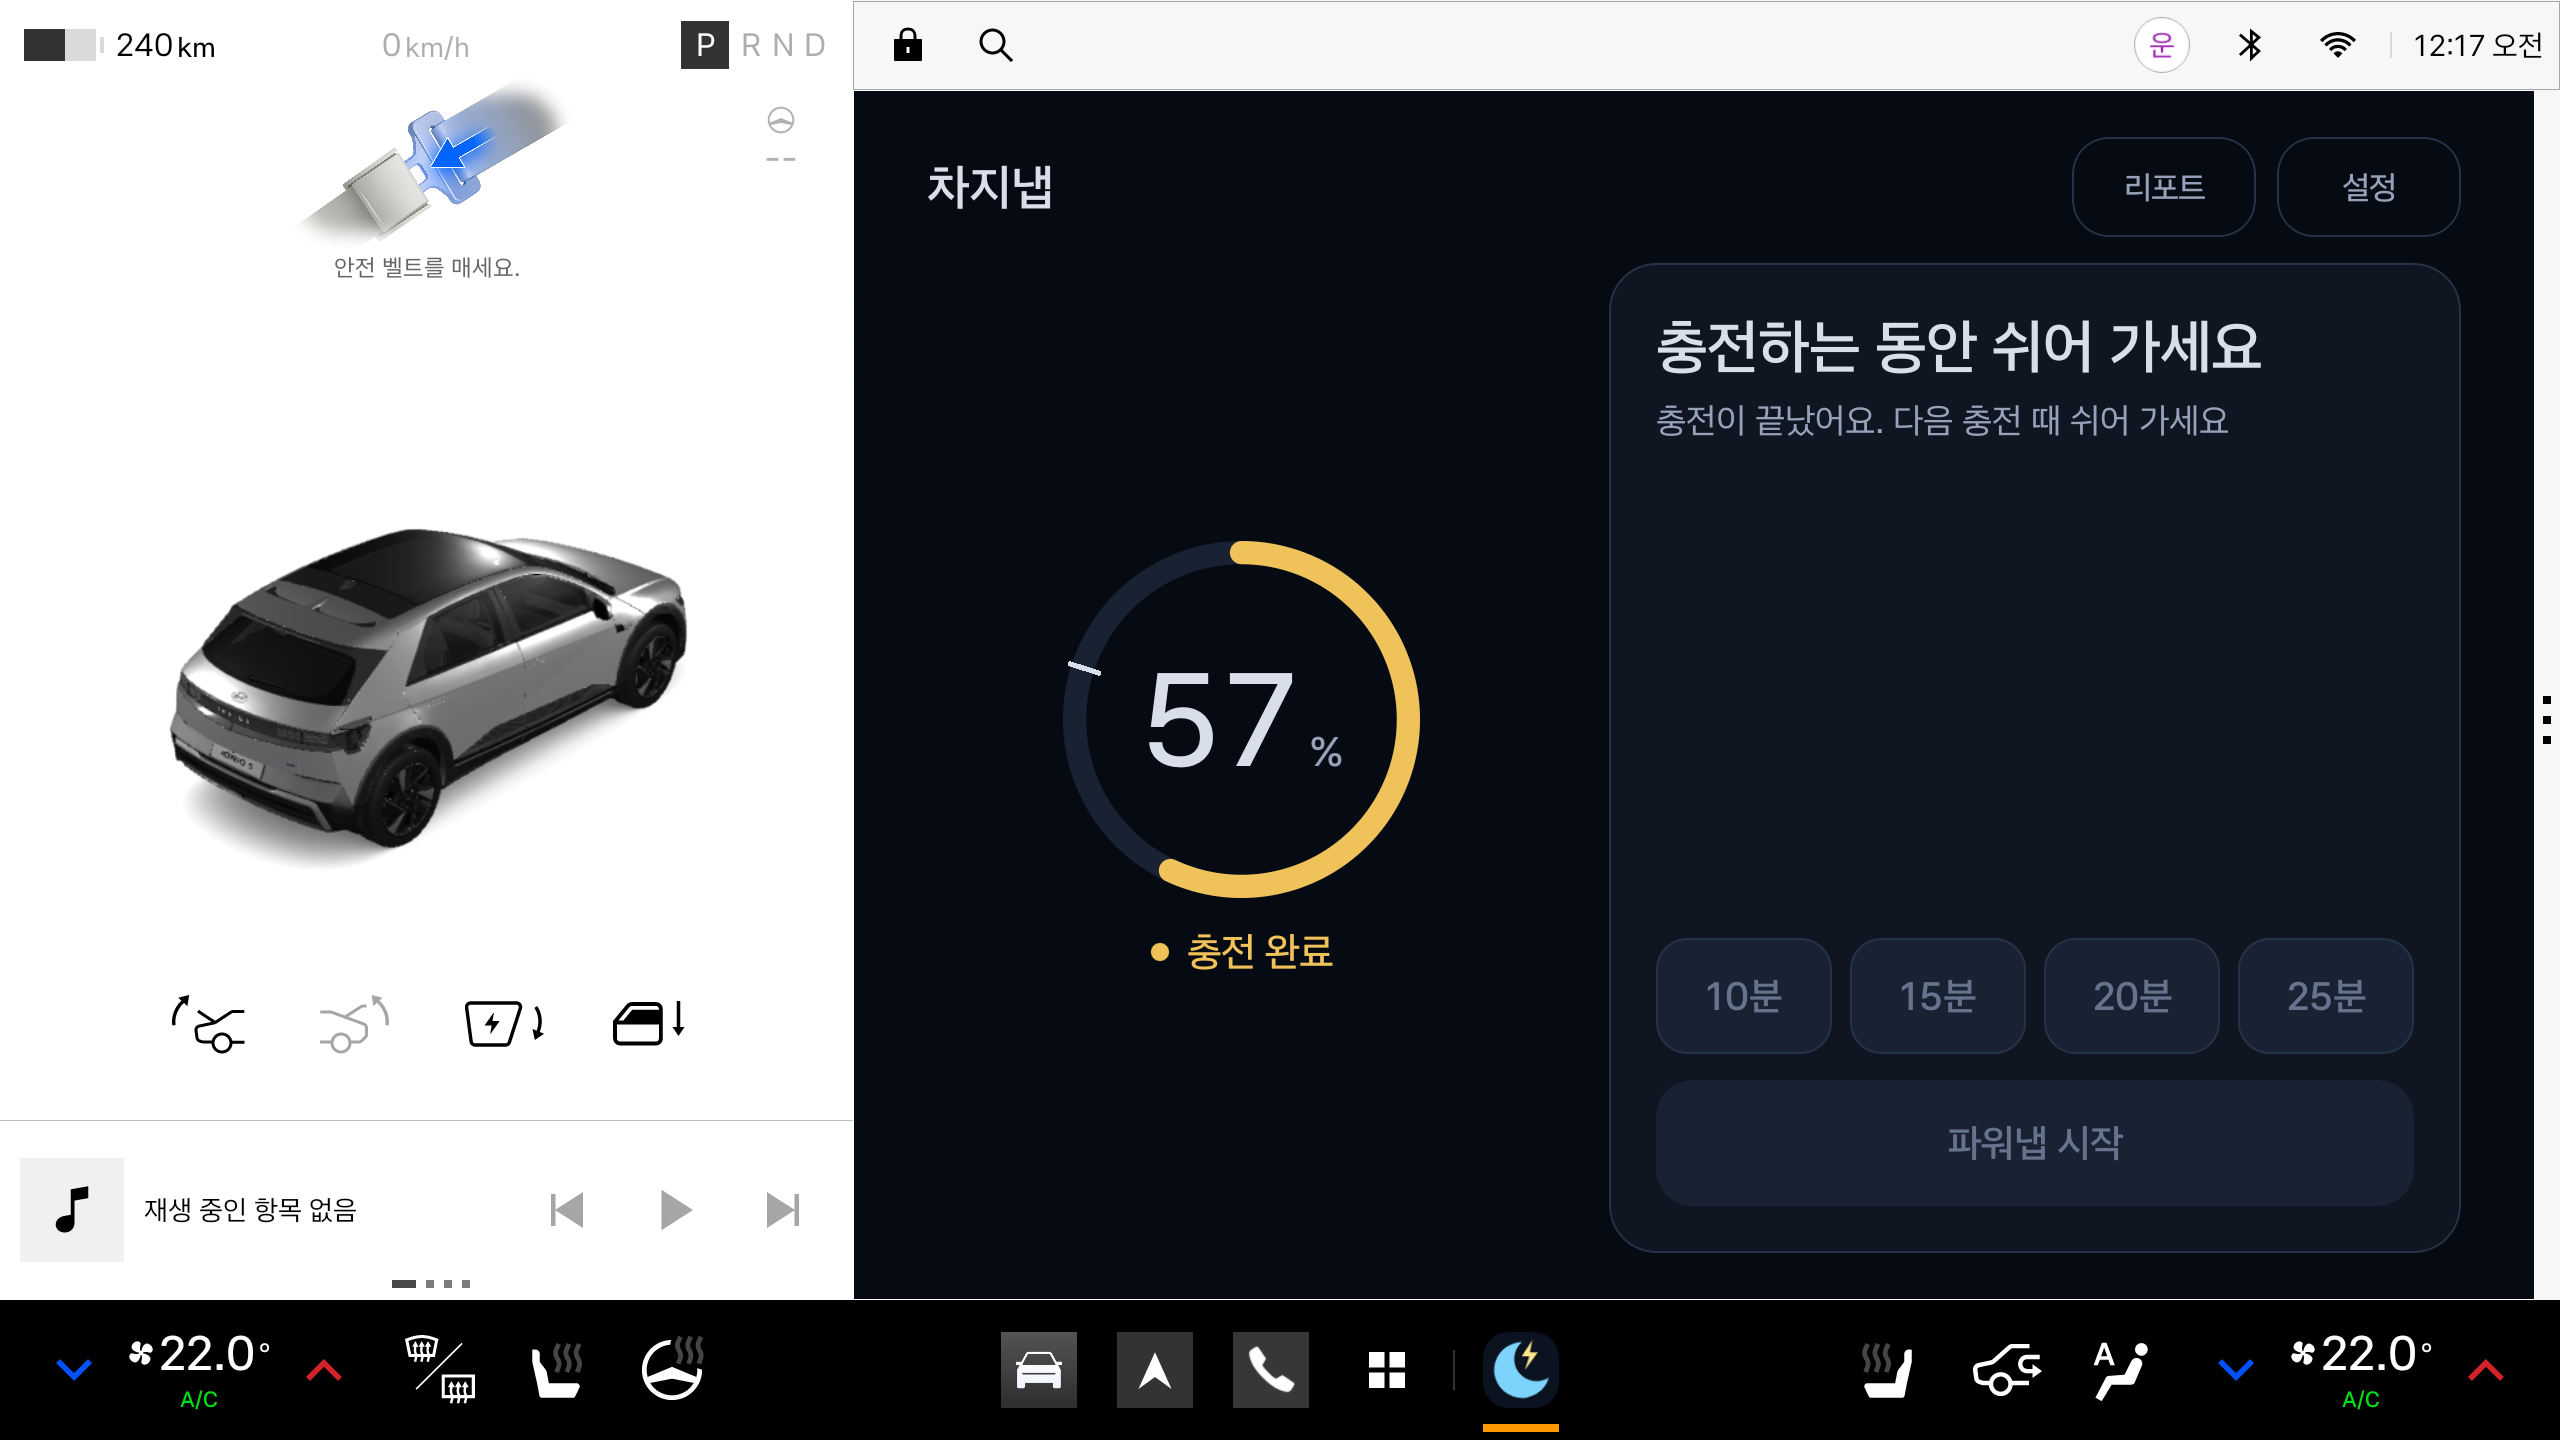 240 km
0 km/h
P R N D
운
12:17 오전
안전 벨트를 매세요.
차지냅
리포트
설정
충전하는 동안 쉬어 가세요
충전이 끝났어요. 다음 충전 때 쉬어 가세요
57 %
충전 완료
10분
15분
20분
25분
파워냅 시작
재생 중인 항목 없음
22.0°
A/C
A
22.0°
A/C